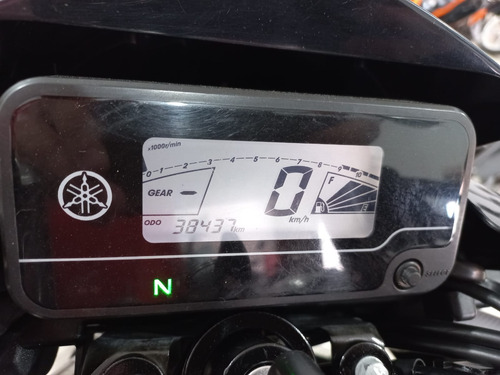 x1000r/min
0 1 2 3 4 5 6 7 8 9 10
GEAR -
0
km/h
F
E
ODO
38437 km
N